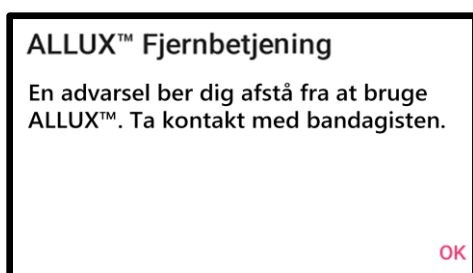 ALLUX™ Fjernbetjening
En advarsel ber dig afstå fra at bruge
ALLUX™. Ta kontakt med bandagisten.
OK